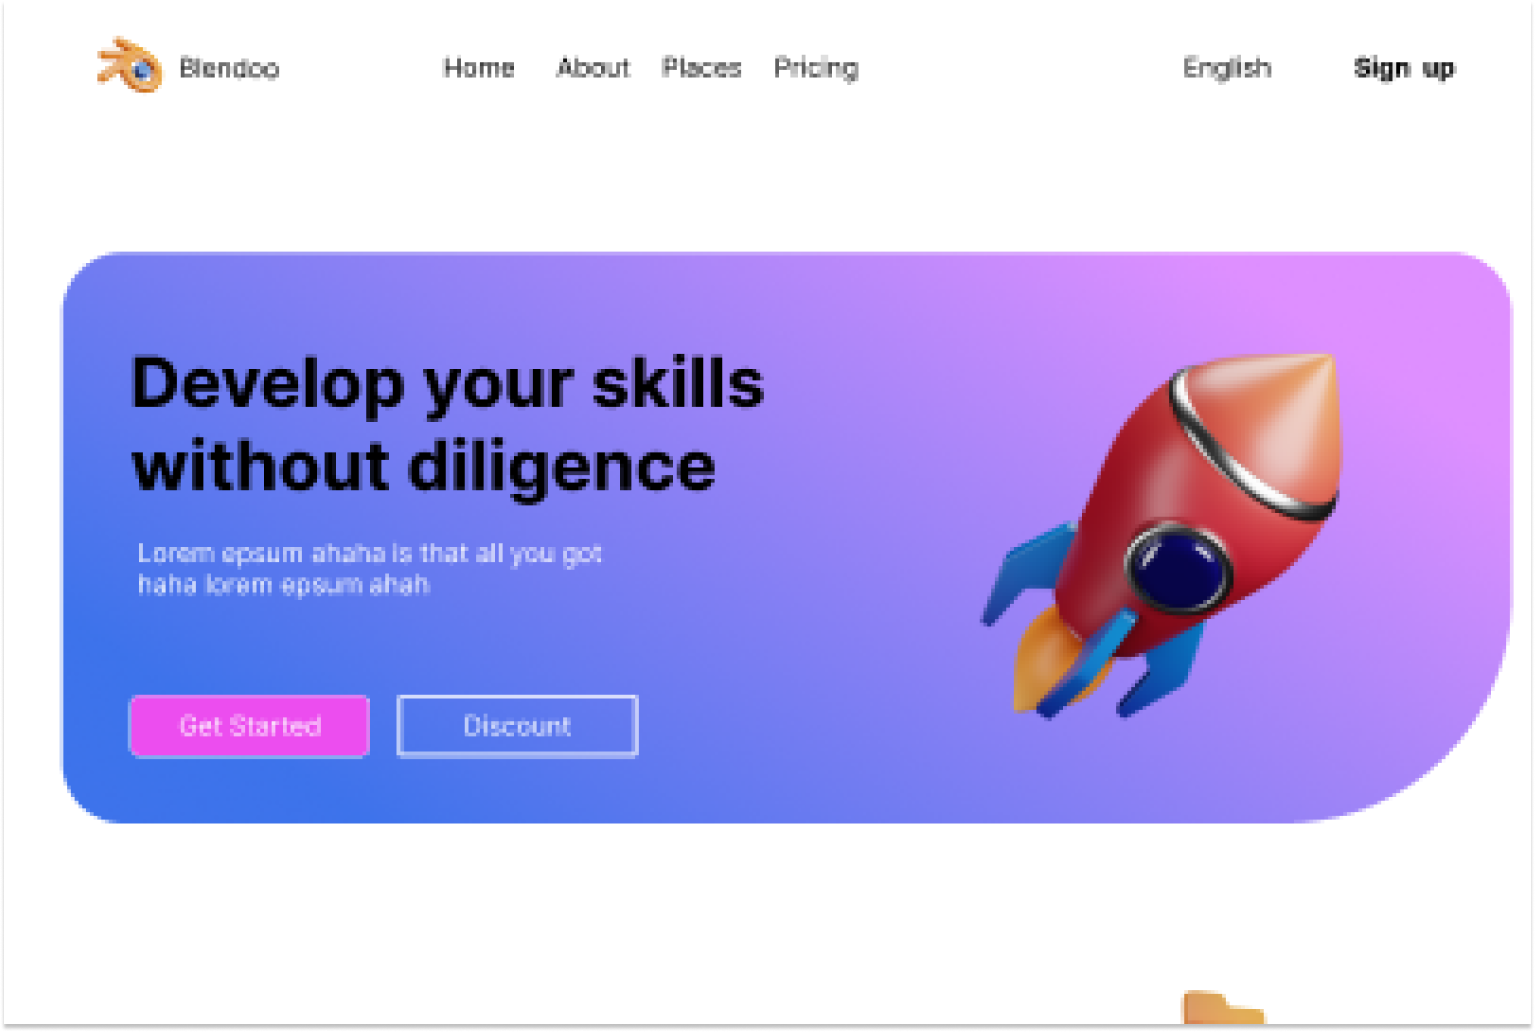 Blendoo
Home About Places Pricing
English
Sign up
Develop your skills
without diligence
Lorem epsum ahaha is that all you got
haha lorem epsum ahah
Get Started
Discount